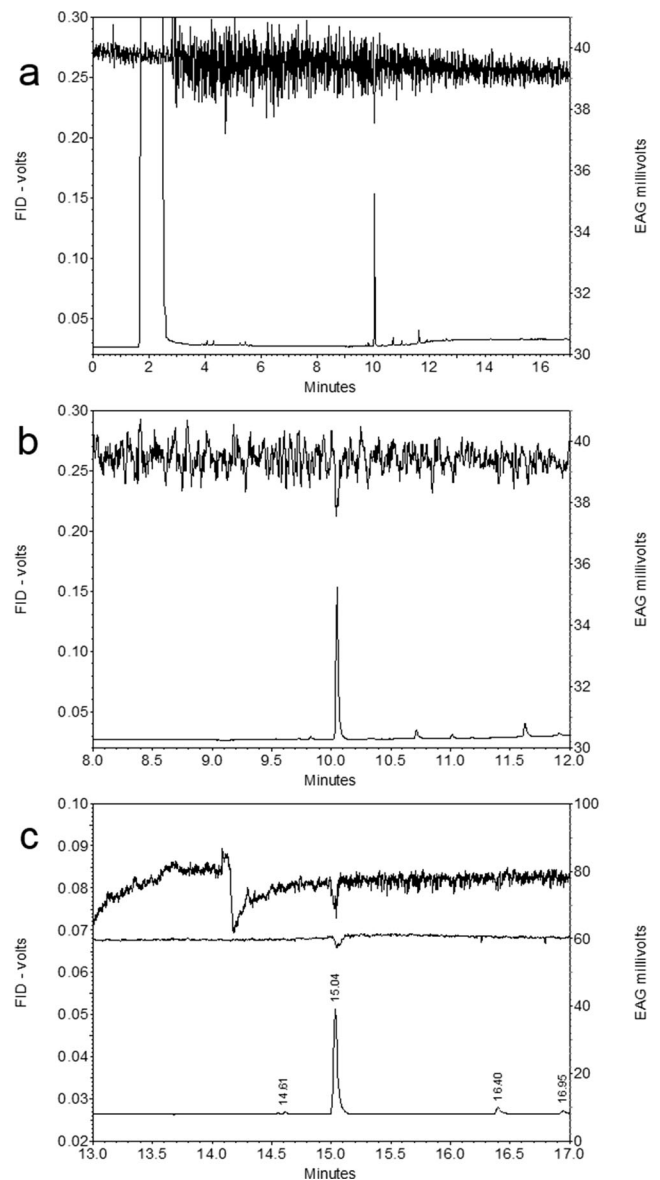 a
0.30
0.25
0.20
0.15
0.10
0.05
FID - volts
40
38
36
34
32
30
EAG millivolts
0 2 4 6 8 10 12 14 16
Minutes
b
0.30
0.25
0.20
0.15
0.10
0.05
FID - volts
40
38
36
34
32
30
EAG millivolts
8.0 8.5 9.0 9.5 10.0 10.5 11.0 11.5 12.0
Minutes
c
0.10
0.09
0.08
0.07
0.06
0.05
0.04
0.03
0.02
FID - volts
100
80
60
40
20
0
EAG millivolts
14.61
15.04
16.40
16.95
13.0 13.5 14.0 14.5 15.0 15.5 16.0 16.5 17.0
Minutes